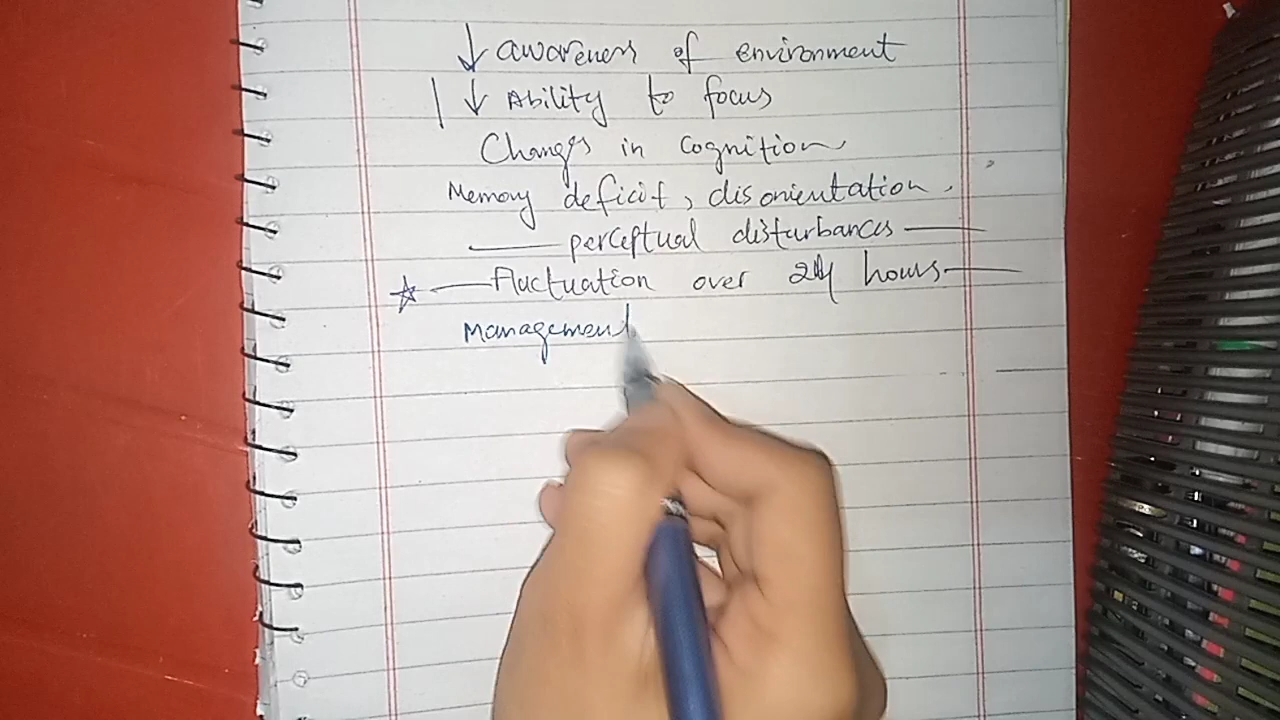 ↓ awareness of environment
↓ Ability to focus
Changes in cognition
Memory deficit, disorientation.
perceptual disturbances
☆ Fluctuation over 24 hours
Management